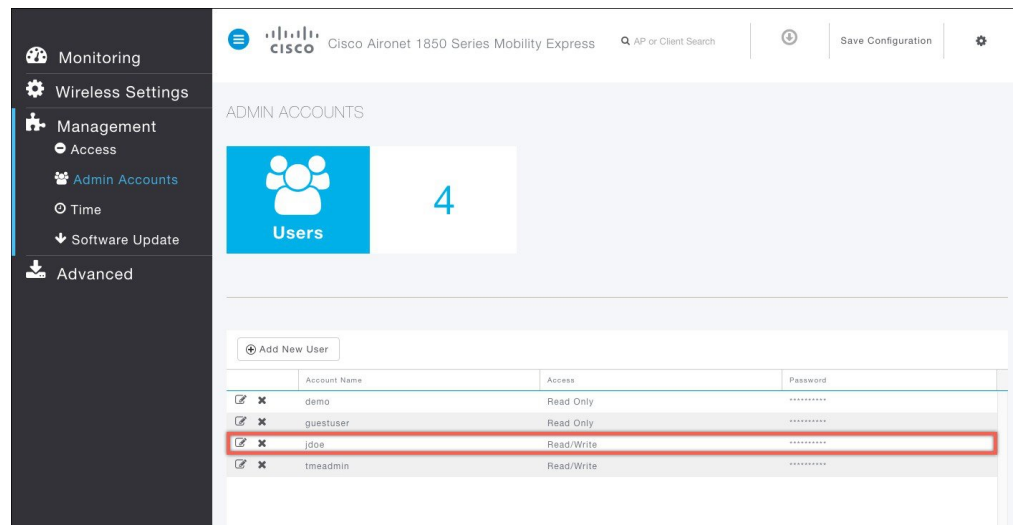 Monitoring
Wireless Settings
Management
Access
Admin Accounts
Time
Software Update
Advanced
CISCO Cisco Aironet 1850 Series Mobility Express AP or Client Search Save Configuration
ADMIN ACCOUNTS
Users
4
Add New User
Account Name Access Password
demo Read Only **********
guestuser Read Only **********
jdoe Read/Write **********
tmeadmin Read/Write **********